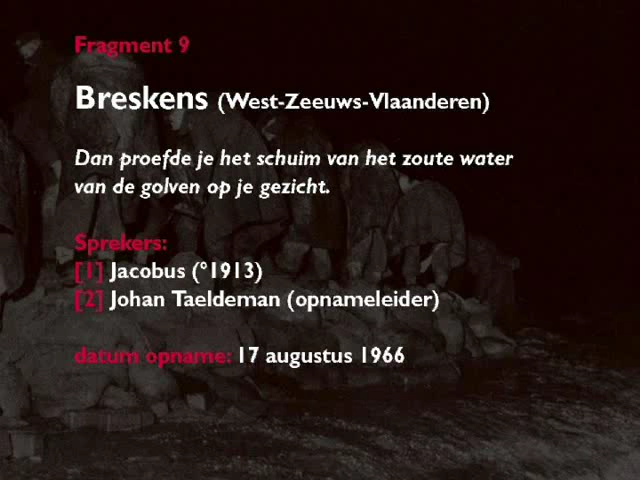 Fragment 9
Breskens (West-Zeeuws-Vlaanderen)
Dan proefde je het schuim van het zoute water
van de golven op je gezicht.
Sprekers:
[1] Jacobus (°1913)
[2] Johan Taeldeman (opnameleider)
datum opname: 17 augustus 1966